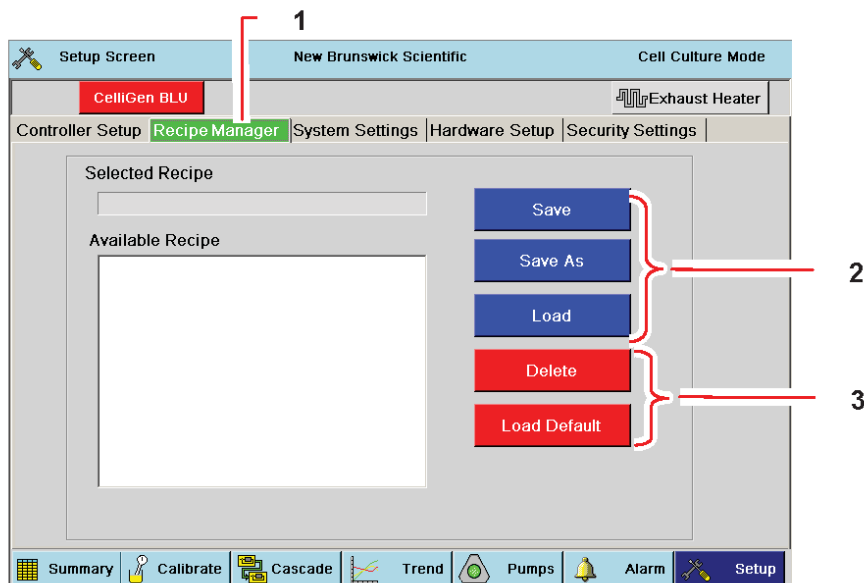 1
Setup Screen New Brunswick Scientific Cell Culture Mode
CelliGen BLU Exhaust Heater
Controller Setup Recipe Manager System Settings Hardware Setup Security Settings
Selected Recipe
Save
Available Recipe
Save As
2
Load
Delete
3
Load Default
Summary Calibrate Cascade Trend Pumps Alarm Setup